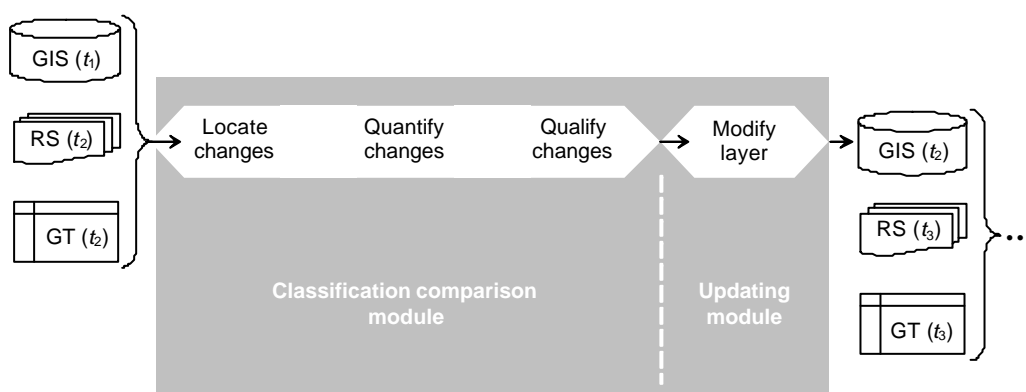 GIS (t1)
RS (t2)
GT (t2)
Locate
changes
Quantify
changes
Qualify
changes
Modify
layer
Classification comparison
module
Updating
module
GIS (t2)
RS (t3)
GT (t3)